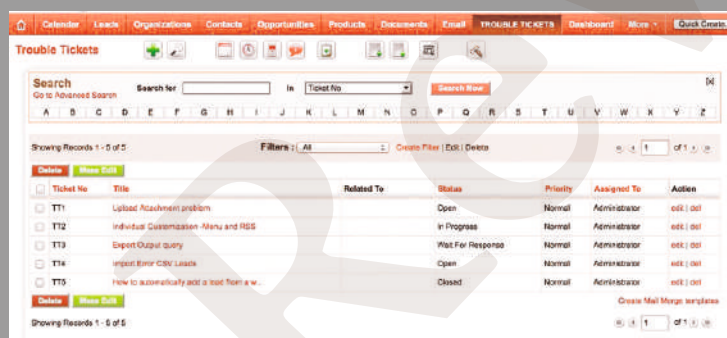 Calendar Leads Organizations Contacts Opportunities Products Documents Email TROUBLE TICKETS Dashboard More Quick Create...
Trouble Tickets
Search
Go to Advanced Search
Search for In Ticket No Search Now
A B C D E F G H I J K L M N O P Q R S T U V W X Y Z
Showing Records 1 - 5 of 5 Filters : All Create Filter | Edit | Delete 1 of 1
Delete Mass Edit
Ticket No Title Related To Status Priority Assigned To Action
TT1 Upload Attachment problem Open Normal Administrator edit | del
TT2 Individual Customization -Menu and RSS In Progress Normal Administrator edit | del
TT3 Export Output query Wait For Response Normal Administrator edit | del
TT4 Import Error CSV Leads Open Normal Administrator edit | del
TT5 How to automatically add a lead from a w... Closed Normal Administrator edit | del
Delete Mass Edit Create Mail Merge templates
Showing Records 1 - 5 of 5 1 of 1